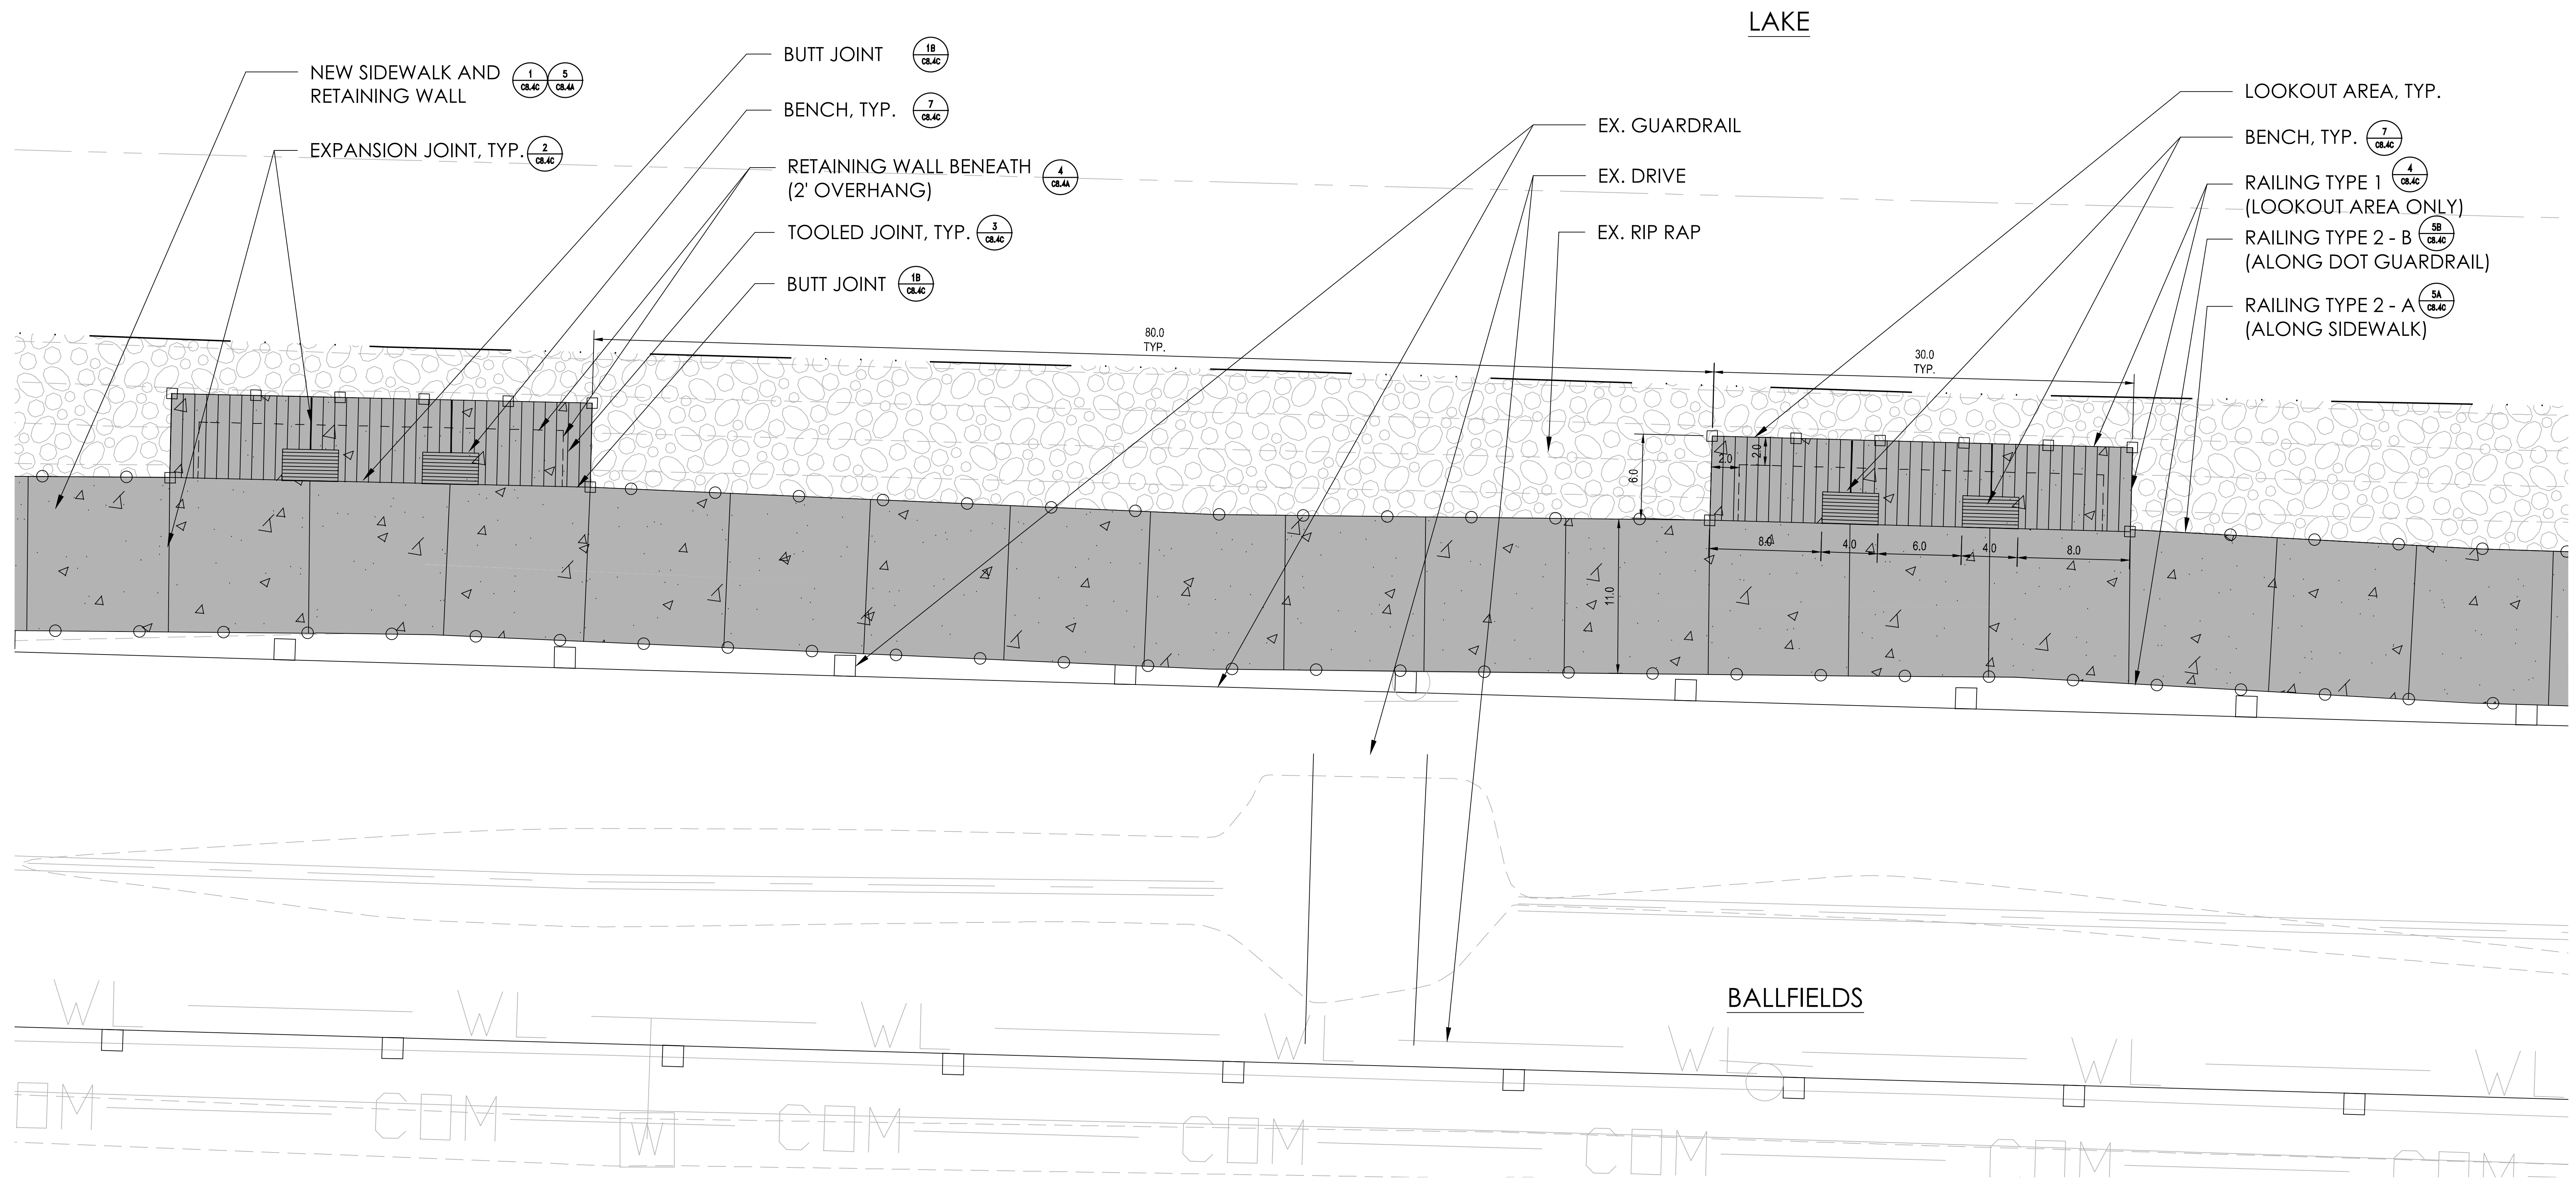 LAKE
NEW SIDEWALK AND
RETAINING WALL
1
C8.4C
5
C8.4A
EXPANSION JOINT, TYP.
2
C8.4C
BUTT JOINT
1B
C8.4C
BENCH, TYP.
7
C8.4C
RETAINING WALL BENEATH
(2' OVERHANG)
4
C8.4A
TOOLED JOINT, TYP.
3
C8.4C
BUTT JOINT
1B
C8.4C
EX. GUARDRAIL
EX. DRIVE
EX. RIP RAP
LOOKOUT AREA, TYP.
BENCH, TYP.
7
C8.4C
RAILING TYPE 1
(LOOKOUT AREA ONLY)
4
C8.4C
RAILING TYPE 2 - B
(ALONG DOT GUARDRAIL)
5B
C8.4C
RAILING TYPE 2 - A
(ALONG SIDEWALK)
5A
C8.4C
80.0
TYP.
30.0
TYP.
6.0
2.0
2.0
8.0
4.0
6.0
4.0
8.0
11.0
BALLFIELDS
WL
WL
WL
WL
WL
WL
WL
OM
COM
W
COM
COM
COM
COM
COM